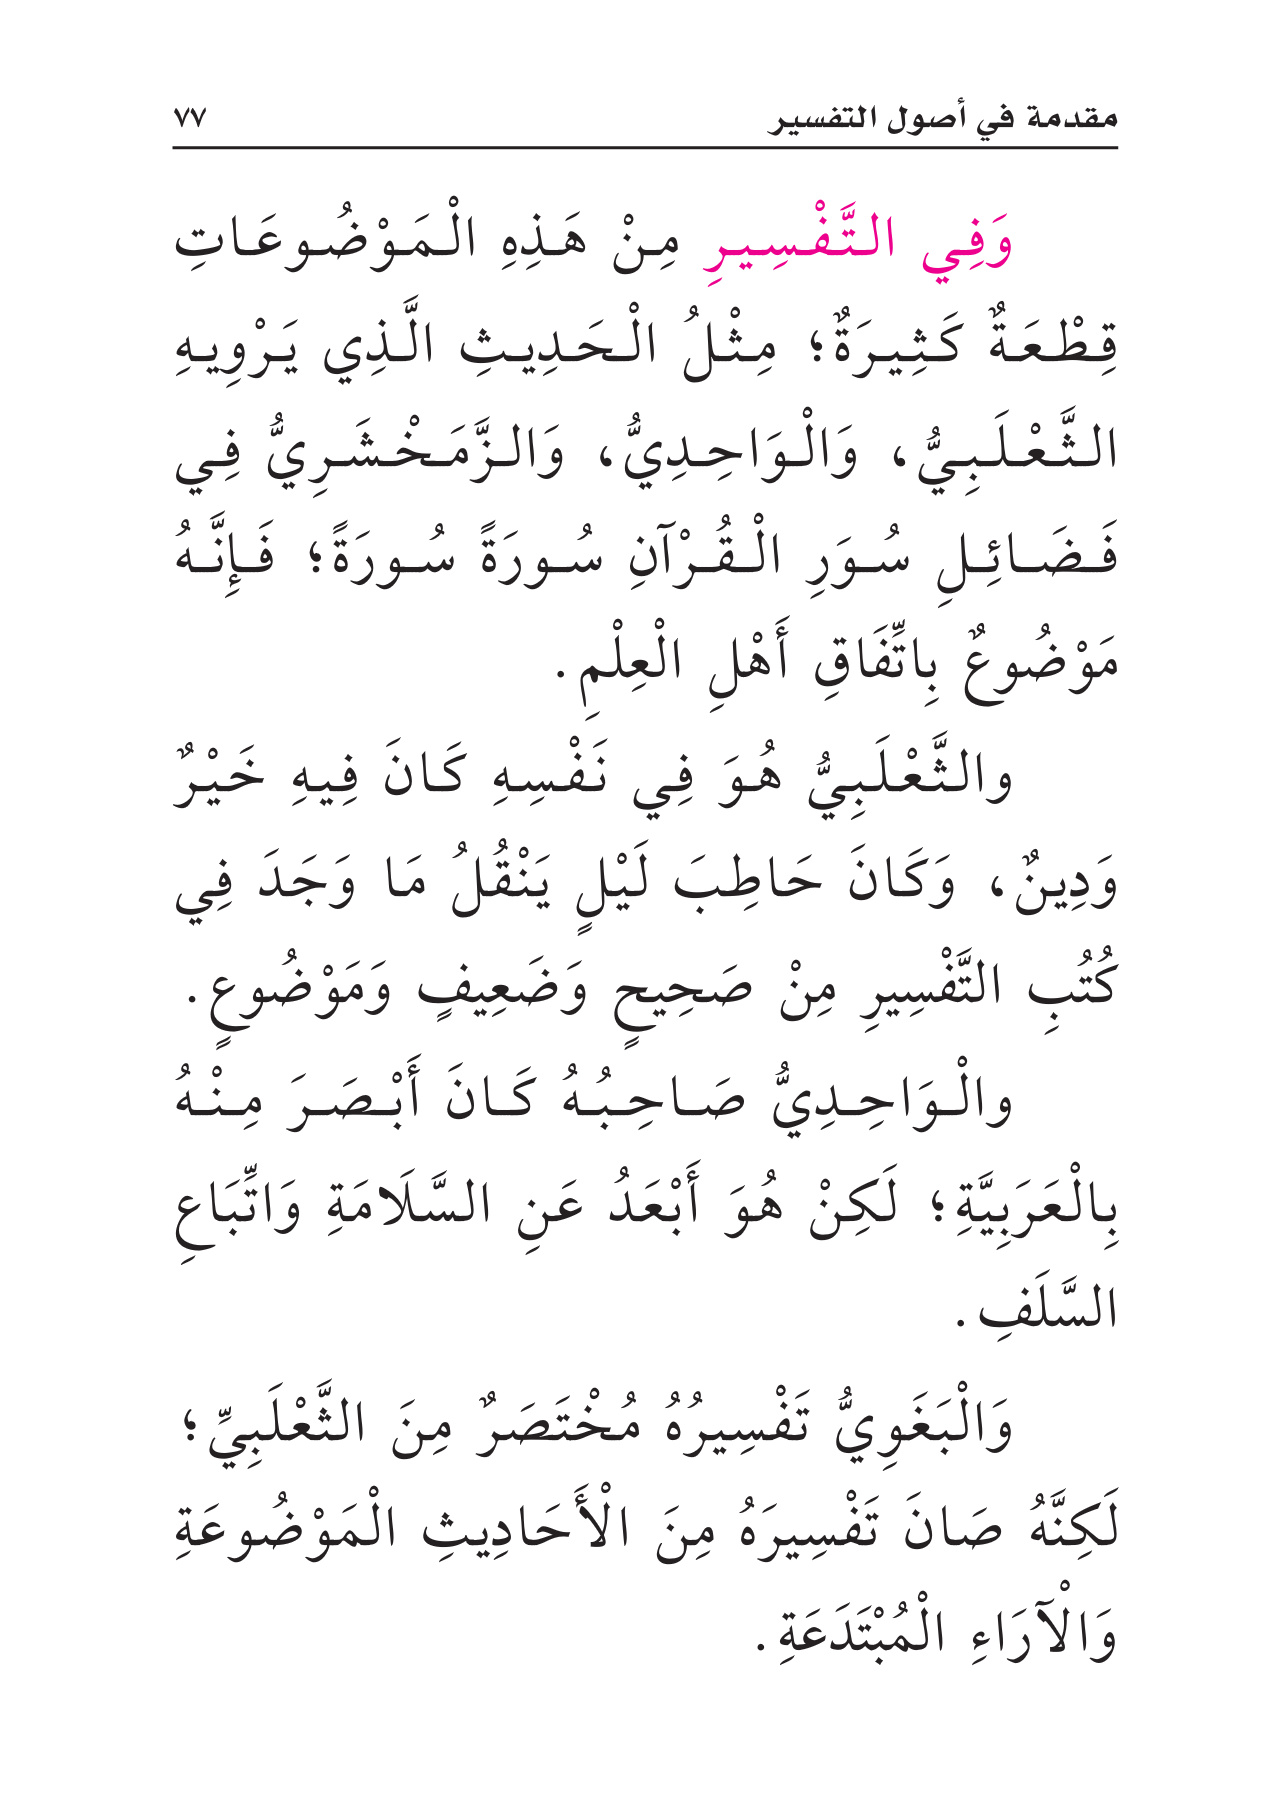 مقدمة في أصول التفسير ٧٧
وَفِي التَّفْسِيرِ مِنْ هَذِهِ الْمَوْضُوعَاتِ
قِطْعَةٌ كَثِيرَةٌ؛ مِثْلُ الْحَدِيثِ الَّذِي يَرْوِيهِ
الثَّعْلَبِيُّ، وَالْوَاحِدِيُّ، وَالزَّمَخْشَرِيُّ فِي
فَضَائِلِ سُوَرِ الْقُرْآنِ سُورَةً سُورَةً؛ فَإِنَّهُ
مَوْضُوعٌ بِاتِّفَاقِ أَهْلِ الْعِلْمِ.
والثَّعْلَبِيُّ هُوَ فِي نَفْسِهِ كَانَ فِيهِ خَيْرٌ
وَدِينٌ، وَكَانَ حَاطِبَ لَيْلٍ يَنْقُلُ مَا وَجَدَ فِي
كُتُبِ التَّفْسِيرِ مِنْ صَحِيحٍ وَضَعِيفٍ وَمَوْضُوعٍ.
والْوَاحِدِيُّ صَاحِبُهُ كَانَ أَبْصَرَ مِنْهُ
بِالْعَرَبِيَّةِ؛ لَكِنْ هُوَ أَبْعَدُ عَنِ السَّلَامَةِ وَاتِّبَاعِ
السَّلَفِ.
وَالْبَغَوِيُّ تَفْسِيرُهُ مُخْتَصَرٌ مِنَ الثَّعْلَبِيِّ؛
لَكِنَّهُ صَانَ تَفْسِيرَهُ مِنَ الْأَحَادِيثِ الْمَوْضُوعَةِ
وَالْآرَاءِ الْمُبْتَدَعَةِ.